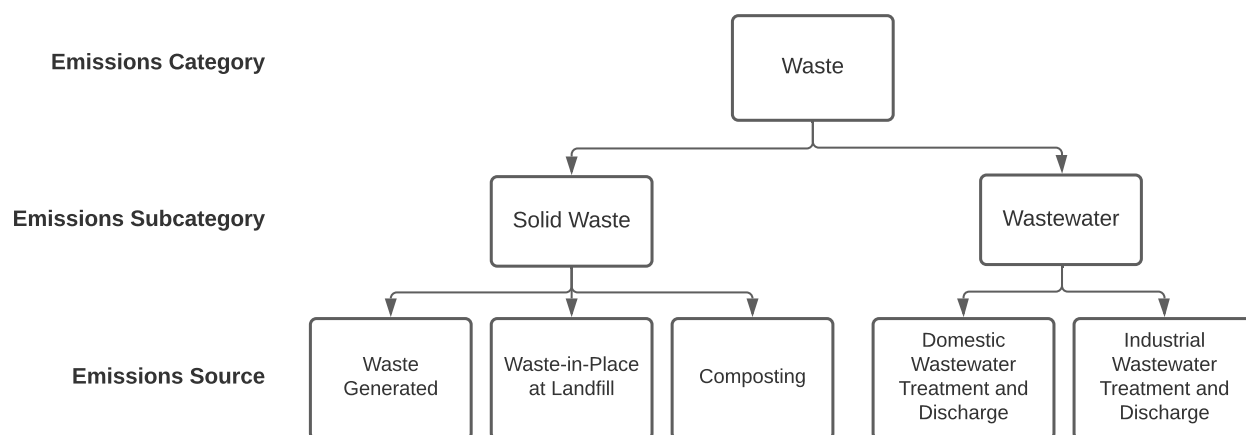 Emissions Category
Waste
Emissions Subcategory
Solid Waste
Wastewater
Emissions Source
Waste
Generated
Waste-in-Place
at Landfill
Composting
Domestic
Wastewater
Treatment and
Discharge
Industrial
Wastewater
Treatment and
Discharge